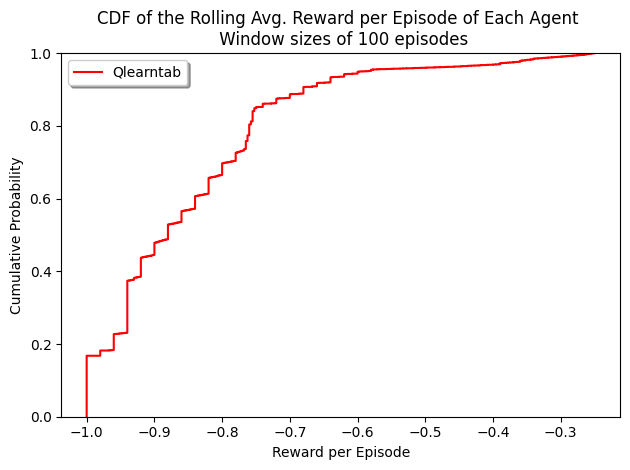 CDF of the Rolling Avg. Reward per Episode of Each Agent
Window sizes of 100 episodes
Qlearntab
1.0
0.8
0.6
0.4
0.2
0.0
Cumulative Probability
−1.0 −0.9 −0.8 −0.7 −0.6 −0.5 −0.4 −0.3
Reward per Episode